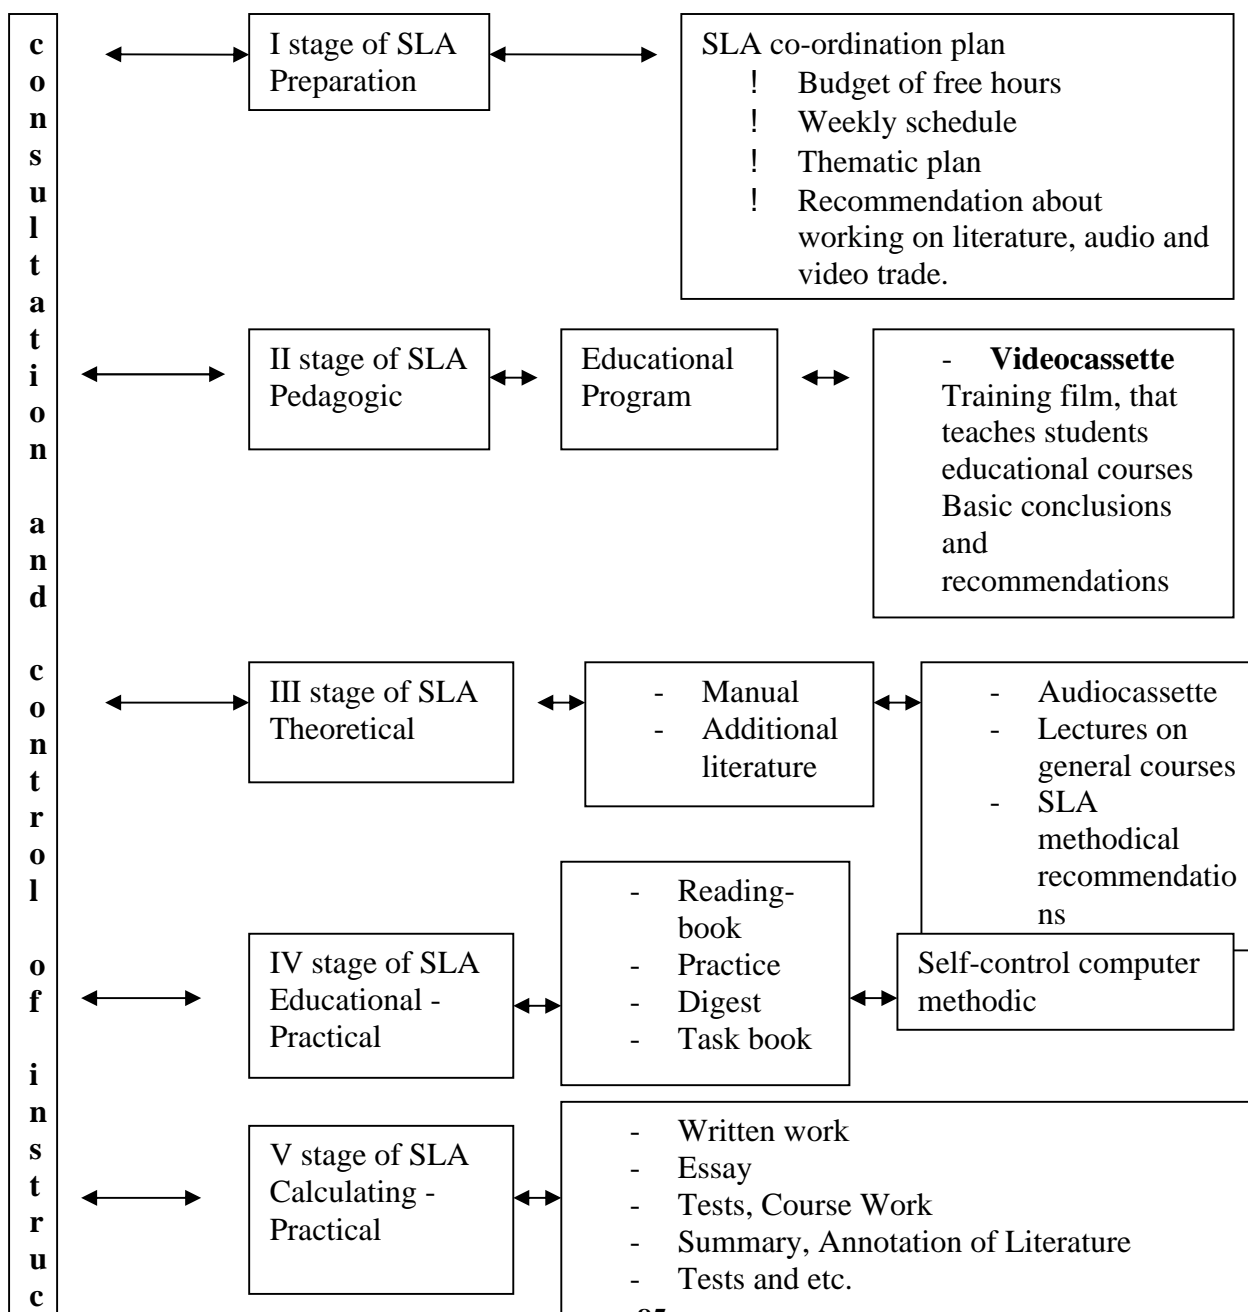 consultation and control of instruc
I stage of SLA
Preparation
SLA co-ordination plan
! Budget of free hours
! Weekly schedule
! Thematic plan
! Recommendation about
working on literature, audio and
video trade.
II stage of SLA
Pedagogic
Educational
Program
- Videocassette
Training film, that
teaches students
educational courses
Basic conclusions
and
recommendations
III stage of SLA
Theoretical
- Manual
- Additional
literature
- Audiocassette
- Lectures on
general courses
- SLA
methodical
recommendatio
ns
IV stage of SLA
Educational -
Practical
- Reading-
book
- Practice
- Digest
- Task book
Self-control computer
methodic
V stage of SLA
Calculating -
Practical
- Written work
- Essay
- Tests, Course Work
- Summary, Annotation of Literature
- Tests and etc.